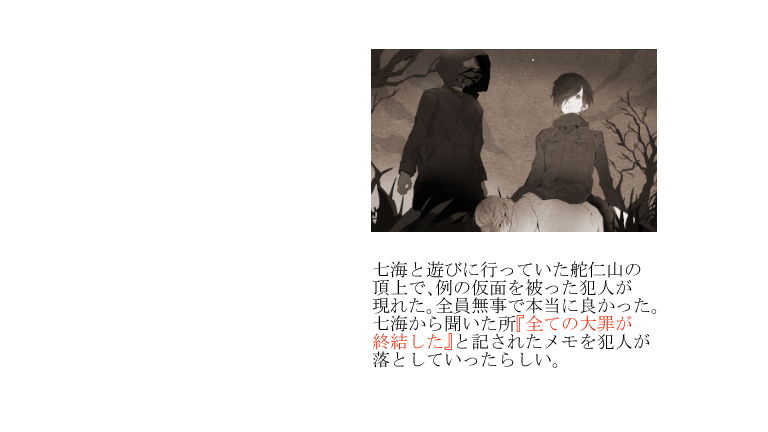 七海と遊びに行っていた舵仁山の
頂上で、例の仮面を被った犯人が
現れた。全員無事で本当に良かった。
七海から聞いた所『全ての大罪が
終結した』と記されたメモを犯人が
落としていったらしい。